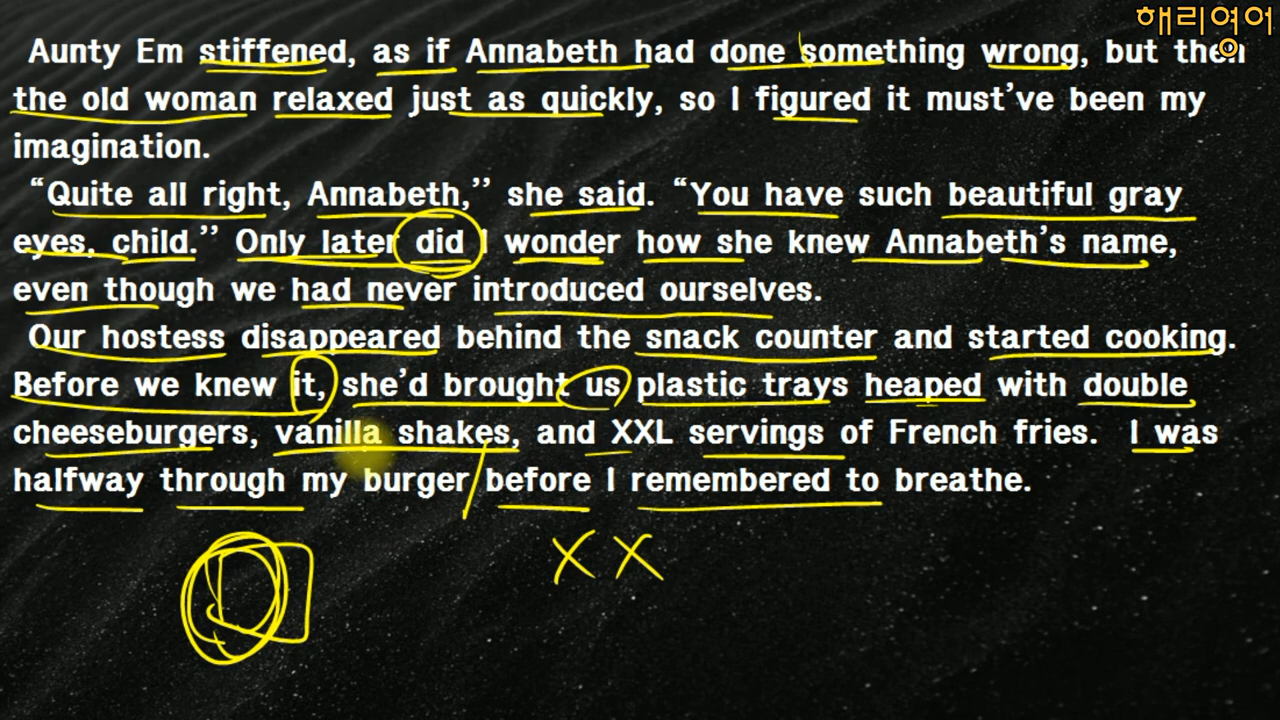 해리영어
Aunty Em stiffened, as if Annabeth had done something wrong, but then
the old woman relaxed just as quickly, so I figured it must’ve been my
imagination.
“Quite all right, Annabeth,’’ she said. “You have such beautiful gray
eyes, child.’’ Only later did I wonder how she knew Annabeth’s name,
even though we had never introduced ourselves.
Our hostess disappeared behind the snack counter and started cooking.
Before we knew it, she’d brought us plastic trays heaped with double
cheeseburgers, vanilla shakes, and XXL servings of French fries. I was
halfway through my burger before I remembered to breathe.
X X